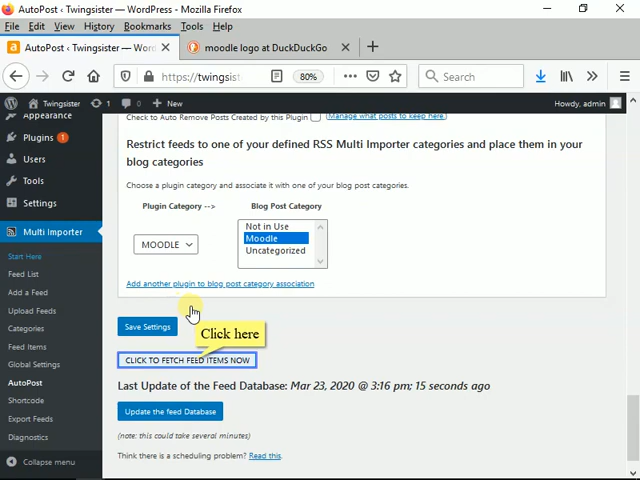 AutoPost ‹ Twingsister — WordPress - Mozilla Firefox
File Edit View History Bookmarks Tools Help
AutoPost ‹ Twingsister — Word
moodle logo at DuckDuckGo
https://twingsist
80%
Search
Twingsister 1 0 New Howdy, admin
Appearance
Plugins 1
Users
Tools
Settings
Multi Importer
Start Here
Feed List
Add a Feed
Upload Feeds
Categories
Feed Items
Global Settings
AutoPost
Shortcode
Export Feeds
Diagnostics
Collapse menu
Check to Auto Remove Posts Created by this Plugin (Manage what posts to keep here.)
Restrict feeds to one of your defined RSS Multi Importer categories and place them in your
blog categories
Choose a plugin category and associate it with one of your blog post categories.
Plugin Category --> Blog Post Category
MOODLE
Not in Use
Moodle
Uncategorized
Add another plugin to blog post category association
Save Settings
Click here
CLICK TO FETCH FEED ITEMS NOW
Last Update of the Feed Database: Mar 23, 2020 @ 3:16 pm; 15 seconds ago
Update the feed Database
(note: this could take several minutes)
Think there is a scheduling problem? Read this.